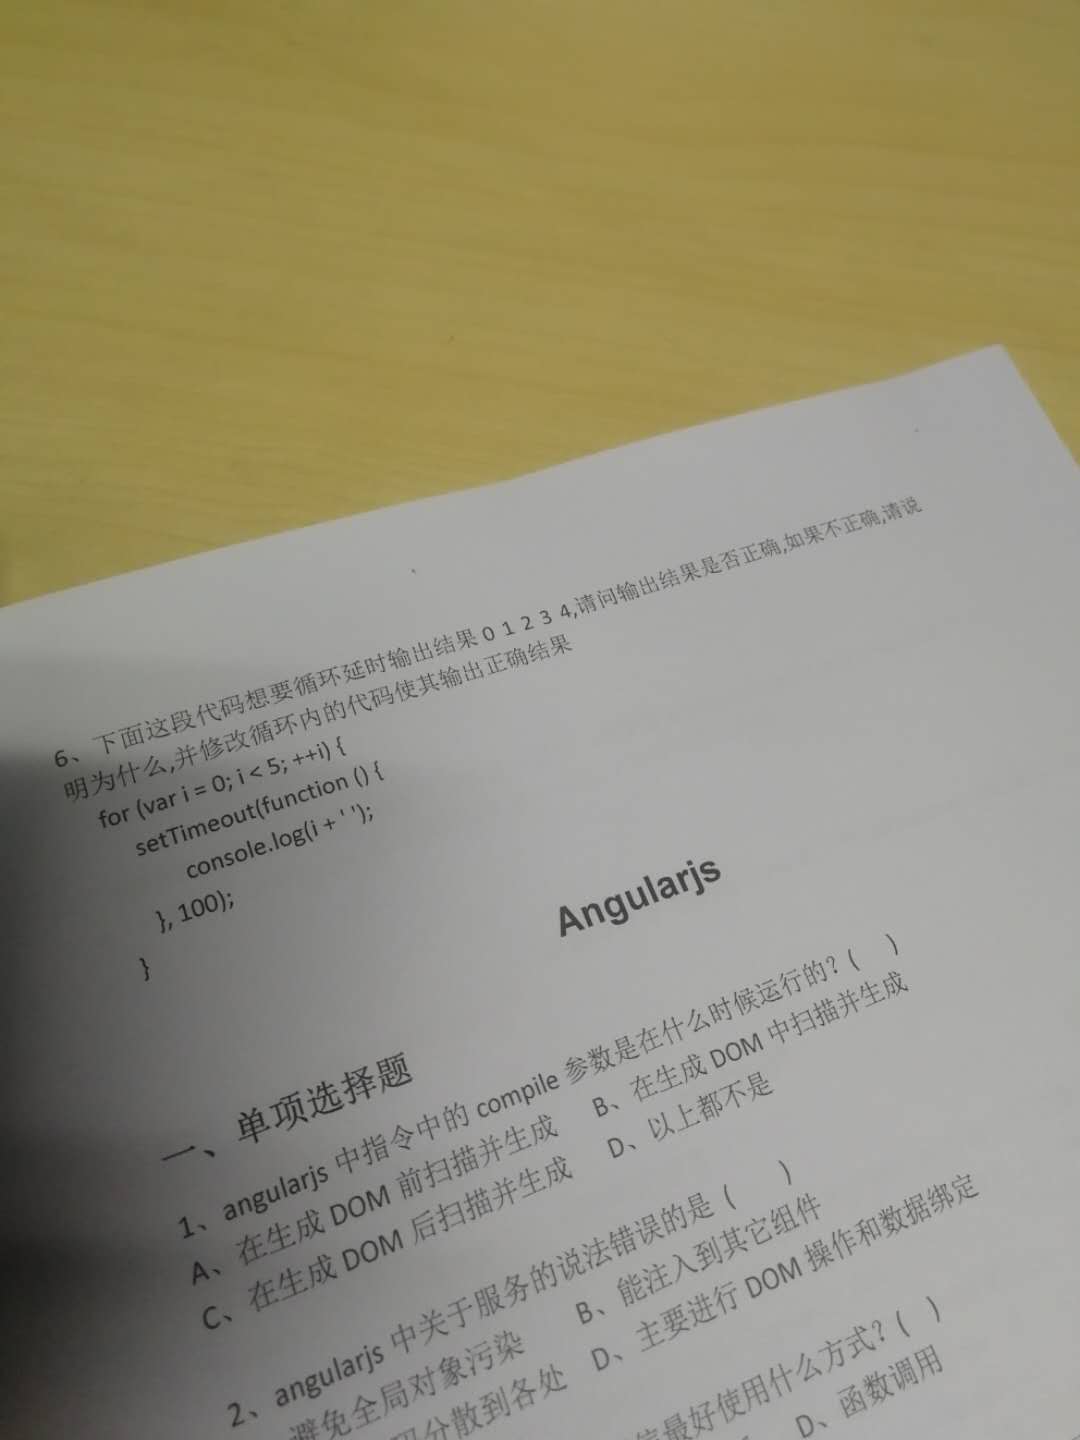 6、下面这段代码想要循环延时输出结果 0 1 2 3 4,请问输出结果是否正确,如果不正确,请说
明为什么,并修改循环内的代码使其输出正确结果
for (var i = 0; i < 5; ++i) {
setTimeout(function () {
console.log(i + ' ');
}, 100);
}
Angularjs
一、单项选择题
1、angularjs 中指令中的 compile 参数是在什么时候运行的? ( )
A、在生成 DOM 前扫描并生成 B、在生成 DOM 中扫描并生成
C、在生成 DOM 后扫描并生成 D、以上都不是
2、angularjs 中关于服务的说法错误的是 ( )
避免全局对象污染 B、能注入到其它组件
码分散到各处 D、主要进行 DOM 操作和数据绑定
最好使用什么方式? ( )
D、函数调用